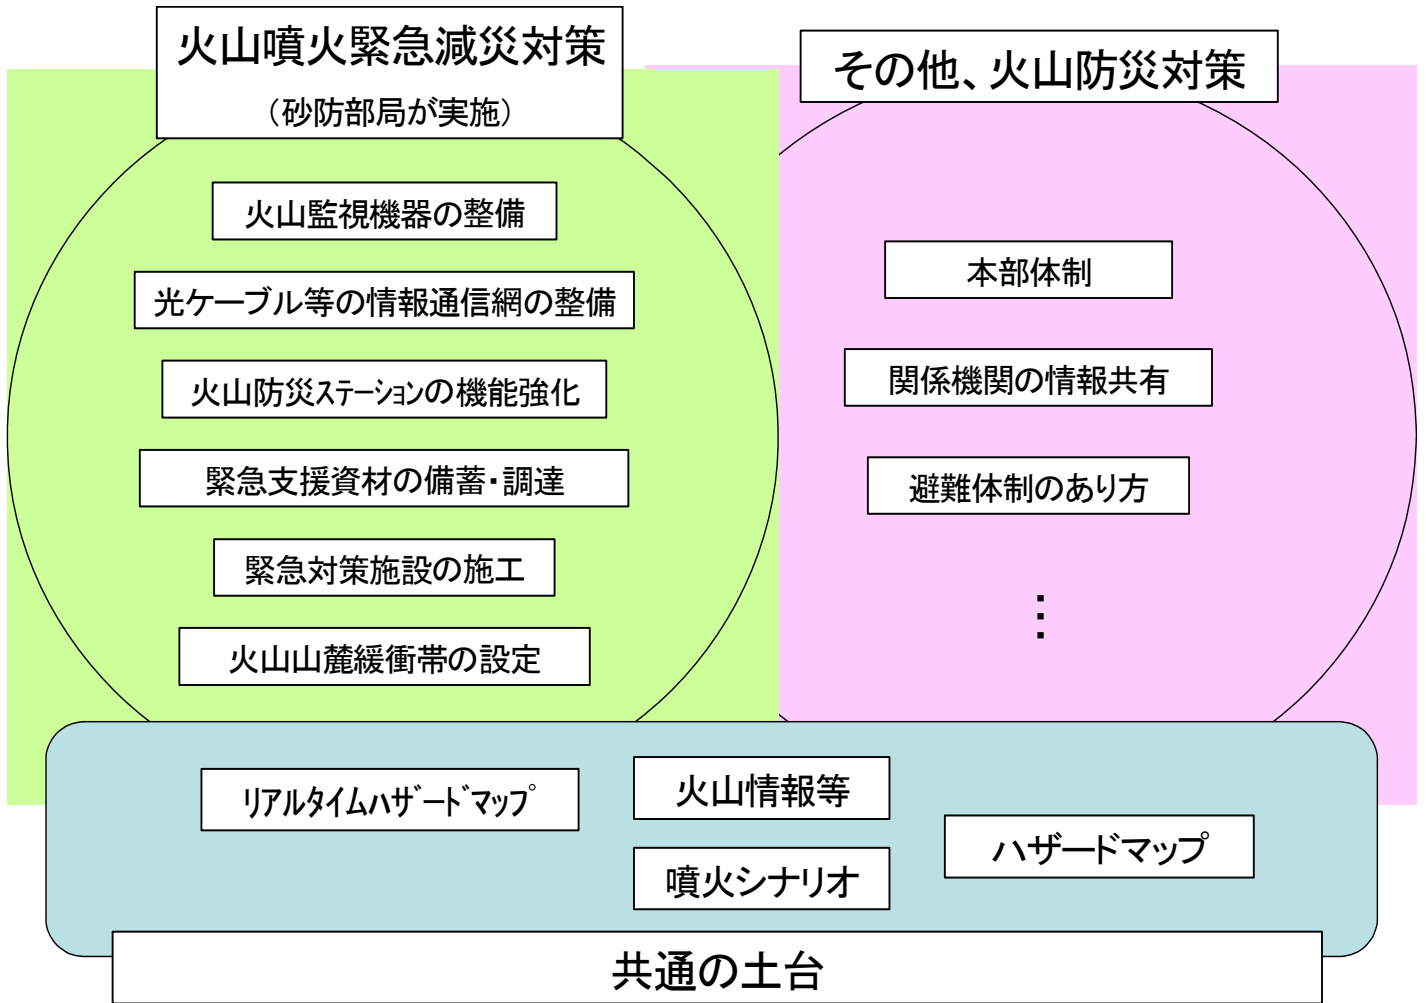 火山噴火緊急減災対策
(砂防部局が実施)
火山監視機器の整備
光ケーブル等の情報通信網の整備
火山防災ｽﾃｰｼｮﾝの機能強化
緊急支援資材の備蓄・調達
緊急対策施設の施工
火山山麓緩衝帯の設定
その他、火山防災対策
本部体制
関係機関の情報共有
避難体制のあり方
…
ﾘｱﾙﾀｲﾑﾊｻﾞｰﾄﾞﾏｯﾌﾟ
火山情報等
噴火シナリオ
ハザードマップ
共通の土台